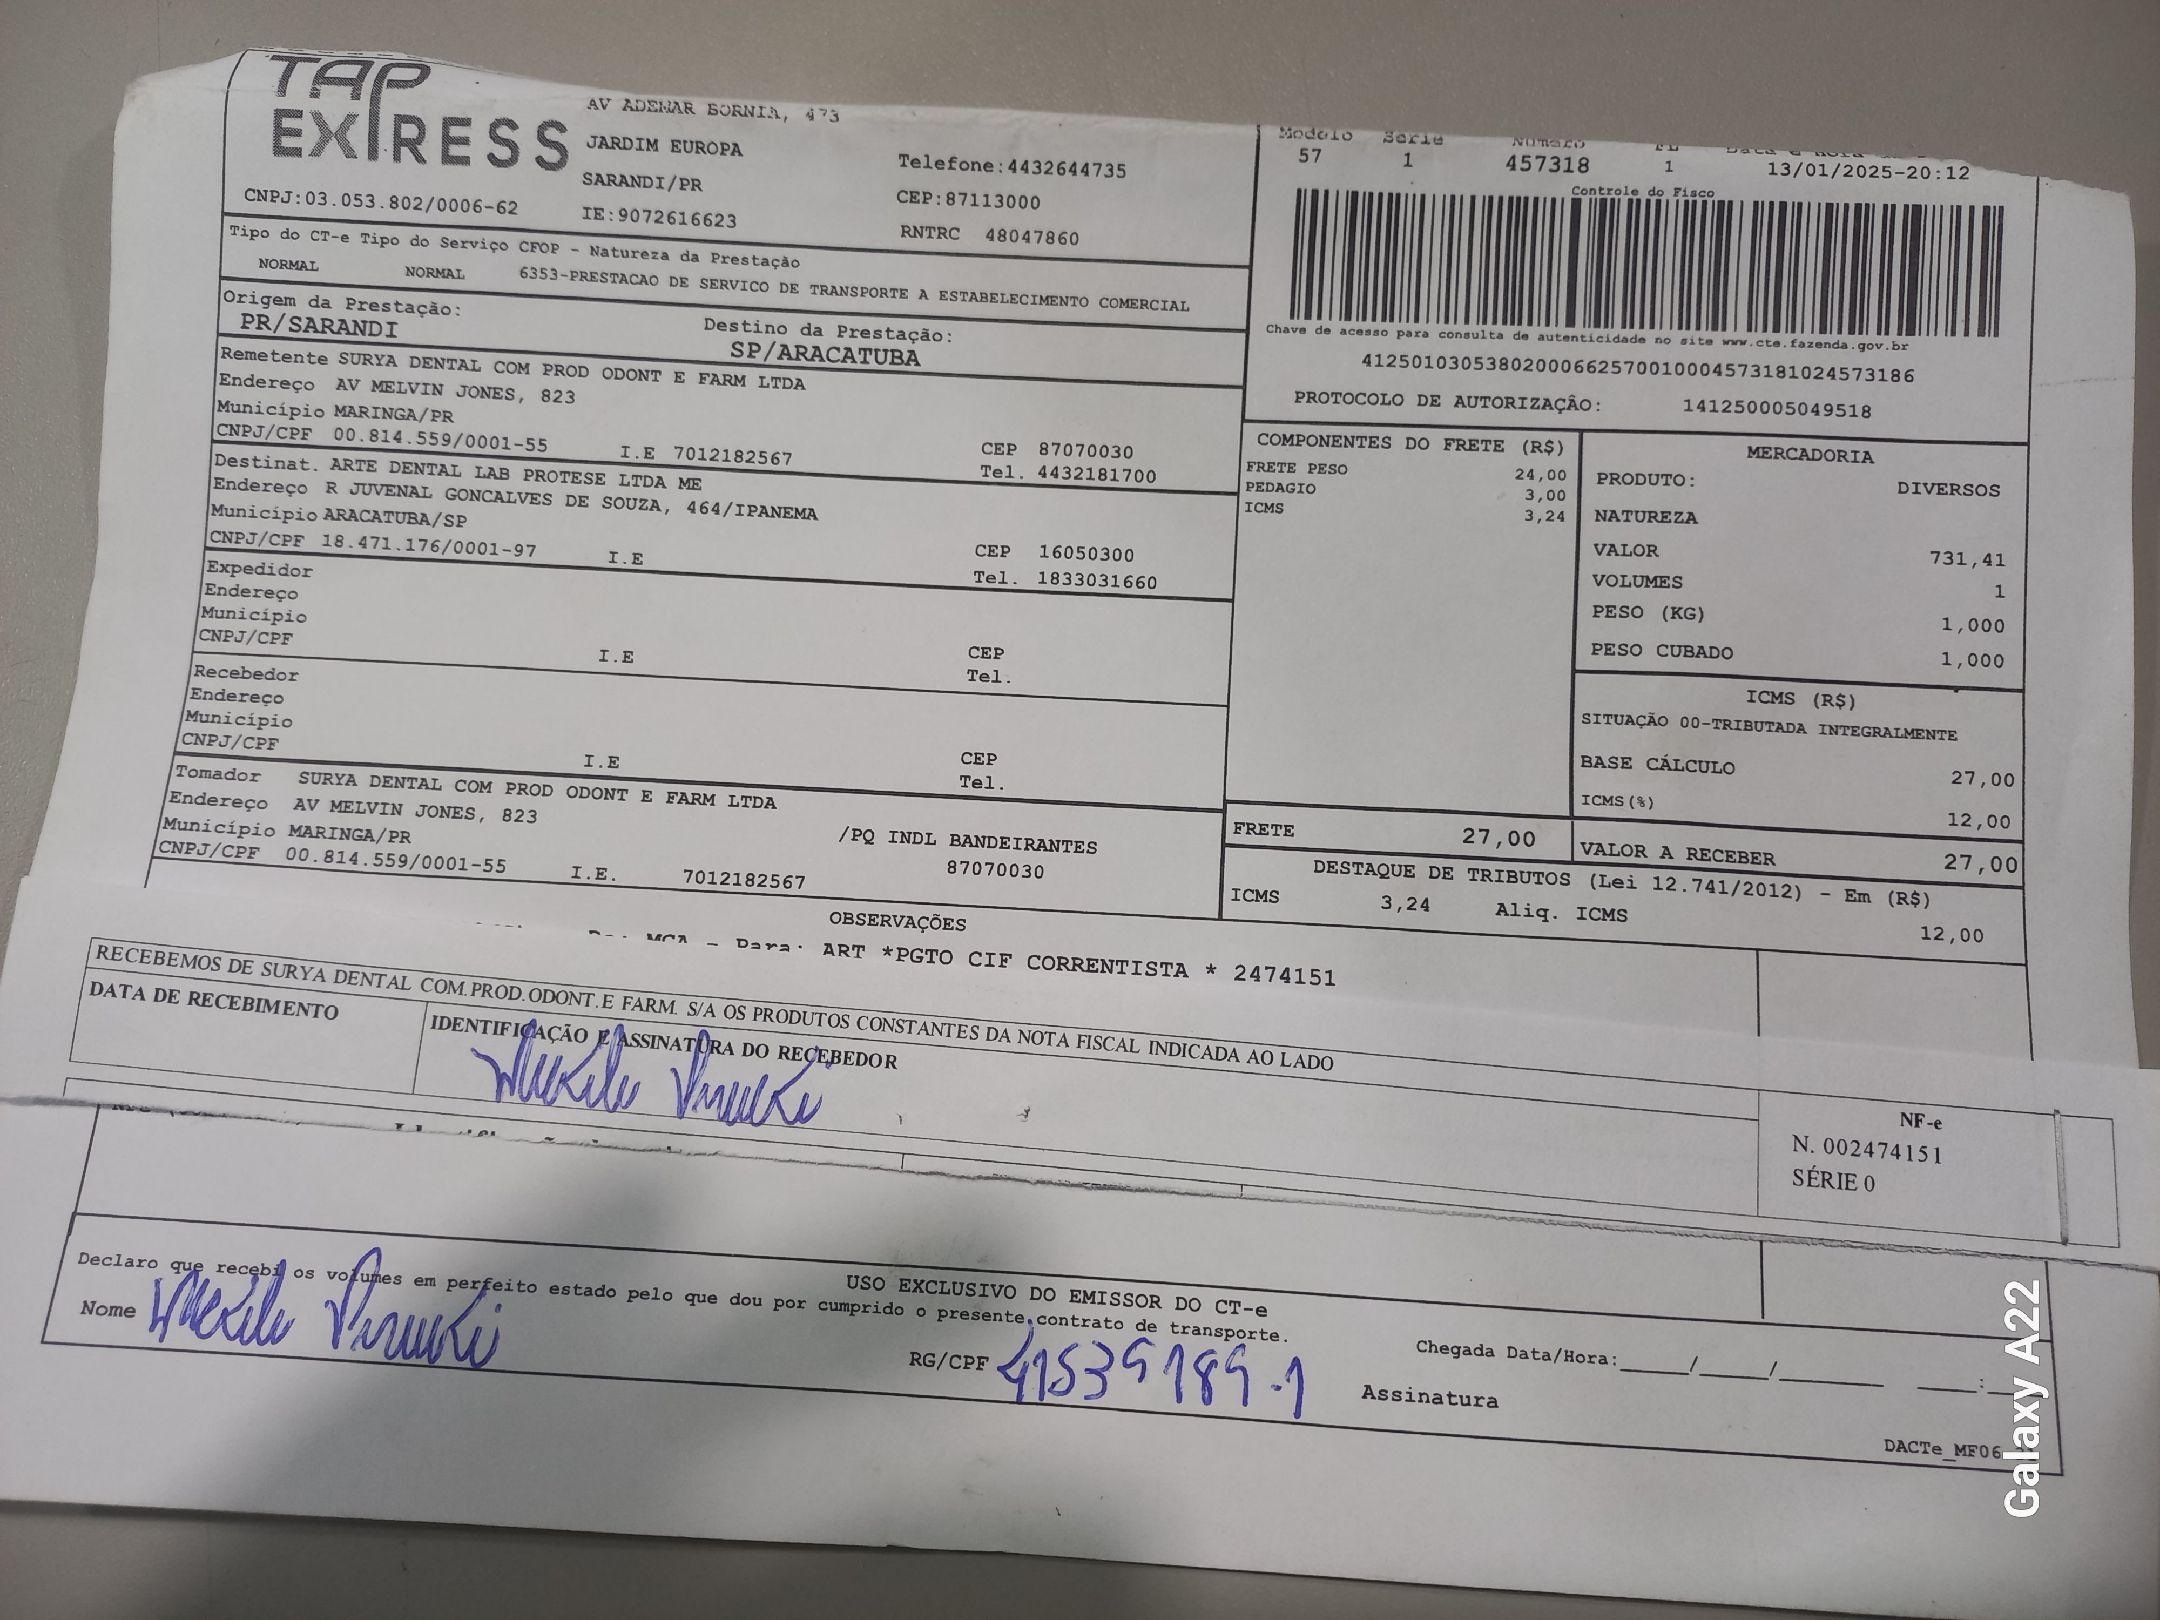 TAP EXPRESS
AV ADEMAR BORNIA, 473
JARDIM EUROPA
SARANDI/PR
Telefone:4432644735
CEP:87113000
CNPJ:03.053.802/0006-62
IE:9072616623
RNTRC 48047860
Modelo Serie Número FL
57 1 457318 1 13/01/2025-20:12
Controle do Fisco
Chave de acesso para consulta de autenticidade no site www.cte.fazenda.gov.br
41250103053802000662570010004573181024573186
PROTOCOLO DE AUTORIZAÇÂO: 141250005049518
Tipo do CT-e Tipo do Serviço CFOP - Natureza da Prestação
NORMAL NORMAL 6353-PRESTACAO DE SERVICO DE TRANSPORTE A ESTABELECIMENTO COMERCIAL
Origem da Prestação: Destino da Prestação:
PR/SARANDI SP/ARACATUBA
Remetente SURYA DENTAL COM PROD ODONT E FARM LTDA
Endereço AV MELVIN JONES, 823
Município MARINGA/PR CEP 87070030
CNPJ/CPF 00.814.559/0001-55 I.E 7012182567 Tel. 4432181700
Destinat. ARTE DENTAL LAB PROTESE LTDA ME
Endereço R JUVENAL GONCALVES DE SOUZA, 464/IPANEMA
Município ARACATUBA/SP CEP 16050300
CNPJ/CPF 18.471.176/0001-97 I.E Tel. 1833031660
Expedidor
Endereço
Município CEP
CNPJ/CPF I.E Tel.
Recebedor
Endereço
Município CEP
CNPJ/CPF I.E Tel.
Tomador SURYA DENTAL COM PROD ODONT E FARM LTDA
Endereço AV MELVIN JONES, 823 /PQ INDL BANDEIRANTES
Município MARINGA/PR 87070030
CNPJ/CPF 00.814.559/0001-55 I.E. 7012182567
COMPONENTES DO FRETE (R$)
FRETE PESO 24,00
PEDAGIO 3,00
ICMS 3,24
MERCADORIA
PRODUTO: DIVERSOS
NATUREZA
VALOR 731,41
VOLUMES 1
PESO (KG) 1,000
PESO CUBADO 1,000
ICMS (R$)
SITUAÇÃO 00-TRIBUTADA INTEGRALMENTE
BASE CÁLCULO 27,00
ICMS(%) 12,00
FRETE 27,00
VALOR A RECEBER 27,00
DESTAQUE DE TRIBUTOS (Lei 12.741/2012) - Em (R$)
ICMS 3,24 Aliq. ICMS 12,00
OBSERVAÇÕES
MGA - Para: ART *PGTO CIF CORRENTISTA * 2474151
RECEBEMOS DE SURYA DENTAL COM.PROD.ODONT.E FARM. S/A OS PRODUTOS CONSTANTES DA NOTA FISCAL INDICADA AO LADO
DATA DE RECEBIMENTO
IDENTIFICAÇÃO E ASSINATURA DO RECEBEDOR
NF-e
N. 002474151
SÉRIE 0
USO EXCLUSIVO DO EMISSOR DO CT-e
Declaro que recebi os volumes em perfeito estado pelo que dou por cumprido o presente contrato de transporte.
Nome
RG/CPF 41539189-1
Chegada Data/Hora:____/____/______ ____:
Assinatura
DACTe_MF06
Galaxy A22